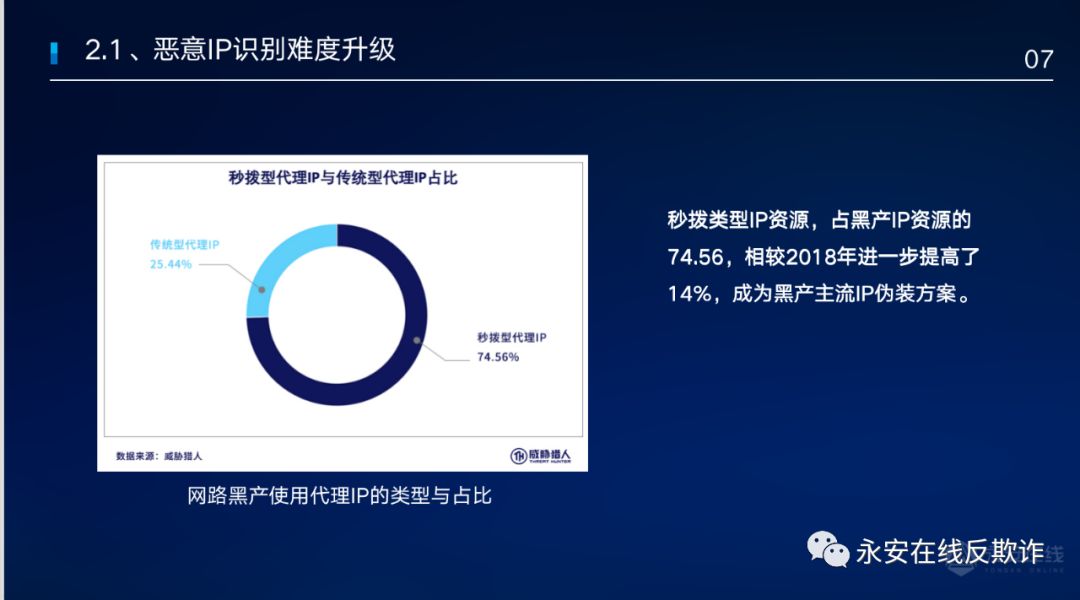 2.1、恶意IP识别难度升级
07
秒拨型代理IP与传统型代理IP占比
传统型代理IP
25.44%
秒拨型代理IP
74.56%
数据来源：威胁猎人
TH 威胁猎人
THREAT HUNTER
网路黑产使用代理IP的类型与占比
秒拨类型IP资源，占黑产IP资源的
74.56，相较2018年进一步提高了
14%，成为黑产主流IP伪装方案。
永安在线反欺诈